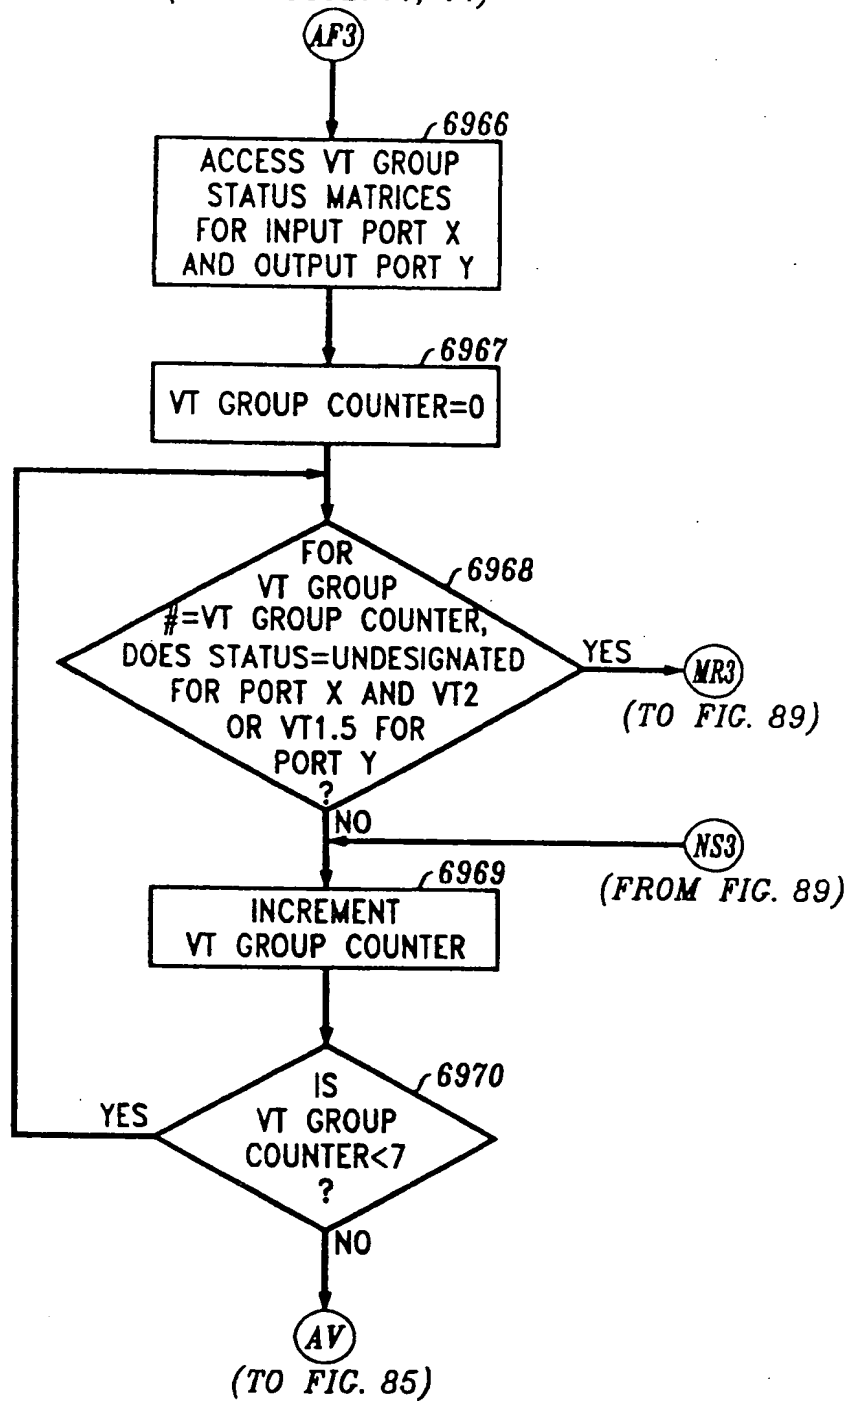 AF3
6966
ACCESS VT GROUP
STATUS MATRICES
FOR INPUT PORT X
AND OUTPUT PORT Y
6967
VT GROUP COUNTER=0
FOR
VT GROUP
#=VT GROUP COUNTER,
DOES STATUS=UNDESIGNATED
FOR PORT X AND VT2
OR VT1.5 FOR
PORT Y
?
6968
YES
MR3
(TO FIG. 89)
NO
NS3
(FROM FIG. 89)
6969
INCREMENT
VT GROUP COUNTER
6970
IS
VT GROUP
COUNTER<7
?
YES
NO
AV
(TO FIG. 85)